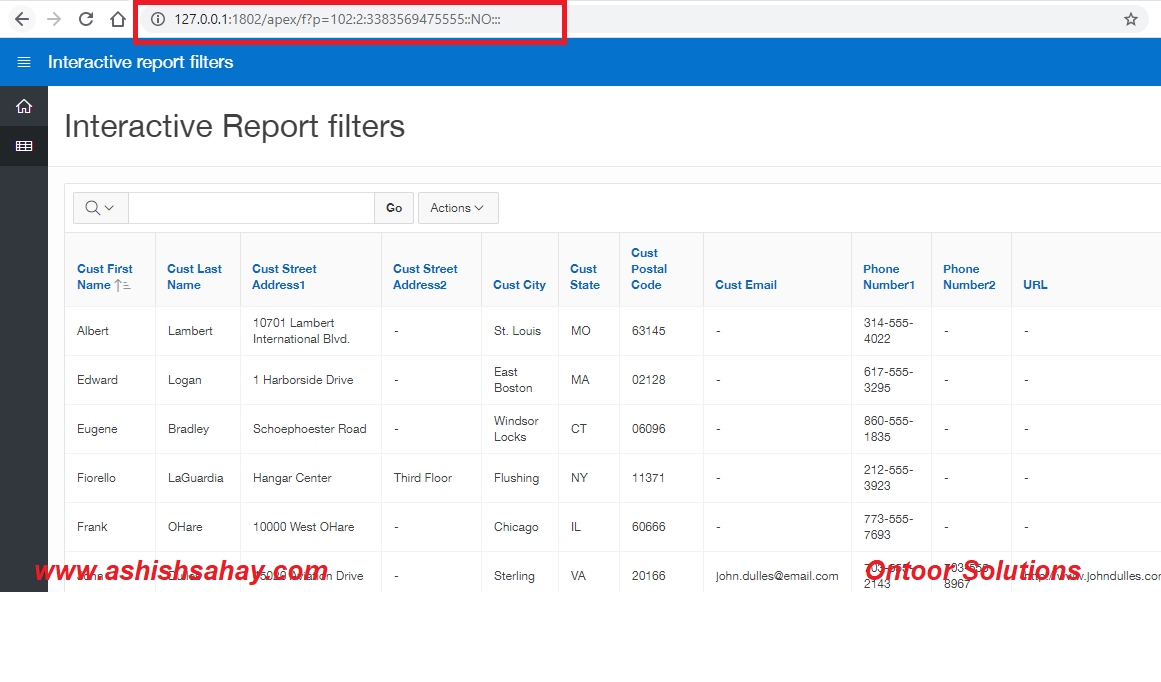 127.0.0.1:1802/apex/f?p=102:2:3383569475555::NO:::
Interactive report filters
Interactive Report filters
Go
Actions
Cust First
Name
Cust Last
Name
Cust Street
Address1
Cust Street
Address2
Cust City
Cust
State
Cust
Postal
Code
Cust Email
Phone
Number1
Phone
Number2
URL
Albert
Lambert
10701 Lambert
International Blvd.
-
St. Louis
MO
63145
-
314-555-
4022
-
-
Edward
Logan
1 Harborside Drive
-
East
Boston
MA
02128
-
617-555-
3295
-
-
Eugene
Bradley
Schoephoester Road
-
Windsor
Locks
CT
06096
-
860-555-
1835
-
-
Fiorello
LaGuardia
Hangar Center
Third Floor
Flushing
NY
11371
-
212-555-
3923
-
-
Frank
OHare
10000 West OHare
-
Chicago
IL
60666
-
773-555-
7693
-
-
John
Dulles
15020 Aviation Drive
-
Sterling
VA
20166
john.dulles@email.com
703-555-
2143
703-555-
8967
http://www.johndulles.com
www.ashishsahay.com
Ontoor Solutions